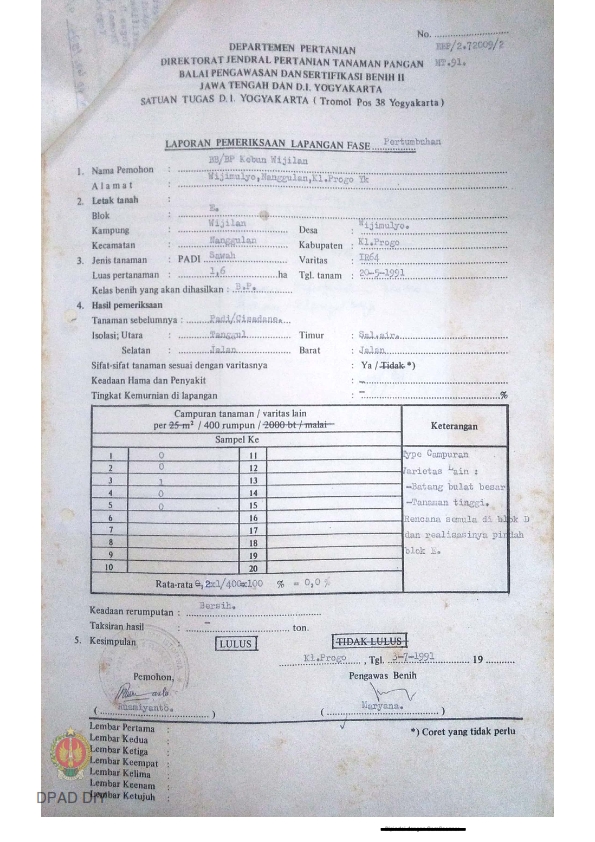 No. ..........................
BBP/2.72009/2
MT.91.
DEPARTEMEN PERTANIAN
DIREKTORAT JENDRAL PERTANIAN TANAMAN PANGAN
BALAI PENGAWASAN DAN SERTIFIKASI BENIH II
JAWA TENGAH DAN D.I. YOGYAKARTA
SATUAN TUGAS D.I. YOGYAKARTA ( Tromol Pos 38 Yogyakarta )
LAPORAN PEMERIKSAAN LAPANGAN FASE Pertumbuhan
1. Nama Pemohon : BB/BP Kebun Wijilan
Alamat : Wijimulyo,Nanggulan,Kl.Progo Yk
2. Letak tanah :
Blok : E.
Kampung : Wijilan Desa : Wijimulyo.
Kecamatan : Nanggulan Kabupaten : Kl.Progo
3. Jenis tanaman : PADI Sawah Varitas : IR64
Luas pertanaman : 1,6 ha Tgl. tanam : 20-5-1991
Kelas benih yang akan dihasilkan : B.P.
4. Hasil pemeriksaan
Tanaman sebelumnya : Padi/Cisadane.
Isolasi; Utara : Tanggul Timur : Sal.air.
Selatan : Jalan Barat : Jalan
Sifat-sifat tanaman sesuai dengan varitasnya : Ya / Tidak *)
Keadaan Hama dan Penyakit : –
Tingkat Kemurnian di lapangan : – %
Campuran tanaman / varitas lain
per 25 m² / 400 rumpun / 2000 bt / malai
Keterangan
Sampel Ke
1 0 11
2 0 12
3 1 13
4 0 14
5 0 15
6 16
7 17
8 18
9 19
10 20
Type Campuran
Varietas Lain :
-Batang bulat besar
-Tanaman tinggi.
Rencana semula di blok D
dan realisasinya pindah
blok E.
Rata-rata 0,2x1/400x100 % = 0,0 %
Keadaan rerumputan : Bersih.
Taksiran hasil : – ton
5. Kesimpulan : LULUS TIDAK LULUS
Kl.Progo , Tgl. 3-7-1991 19
Pemohon, Pengawas Benih
( Rusmiyanto. ) ( Haryana. )
*) Coret yang tidak perlu
Lembar Pertama :
Lembar Kedua :
Lembar Ketiga :
Lembar Keempat :
Lembar Kelima :
Lembar Keenam :
Lembar Ketujuh :
DPAD DIY